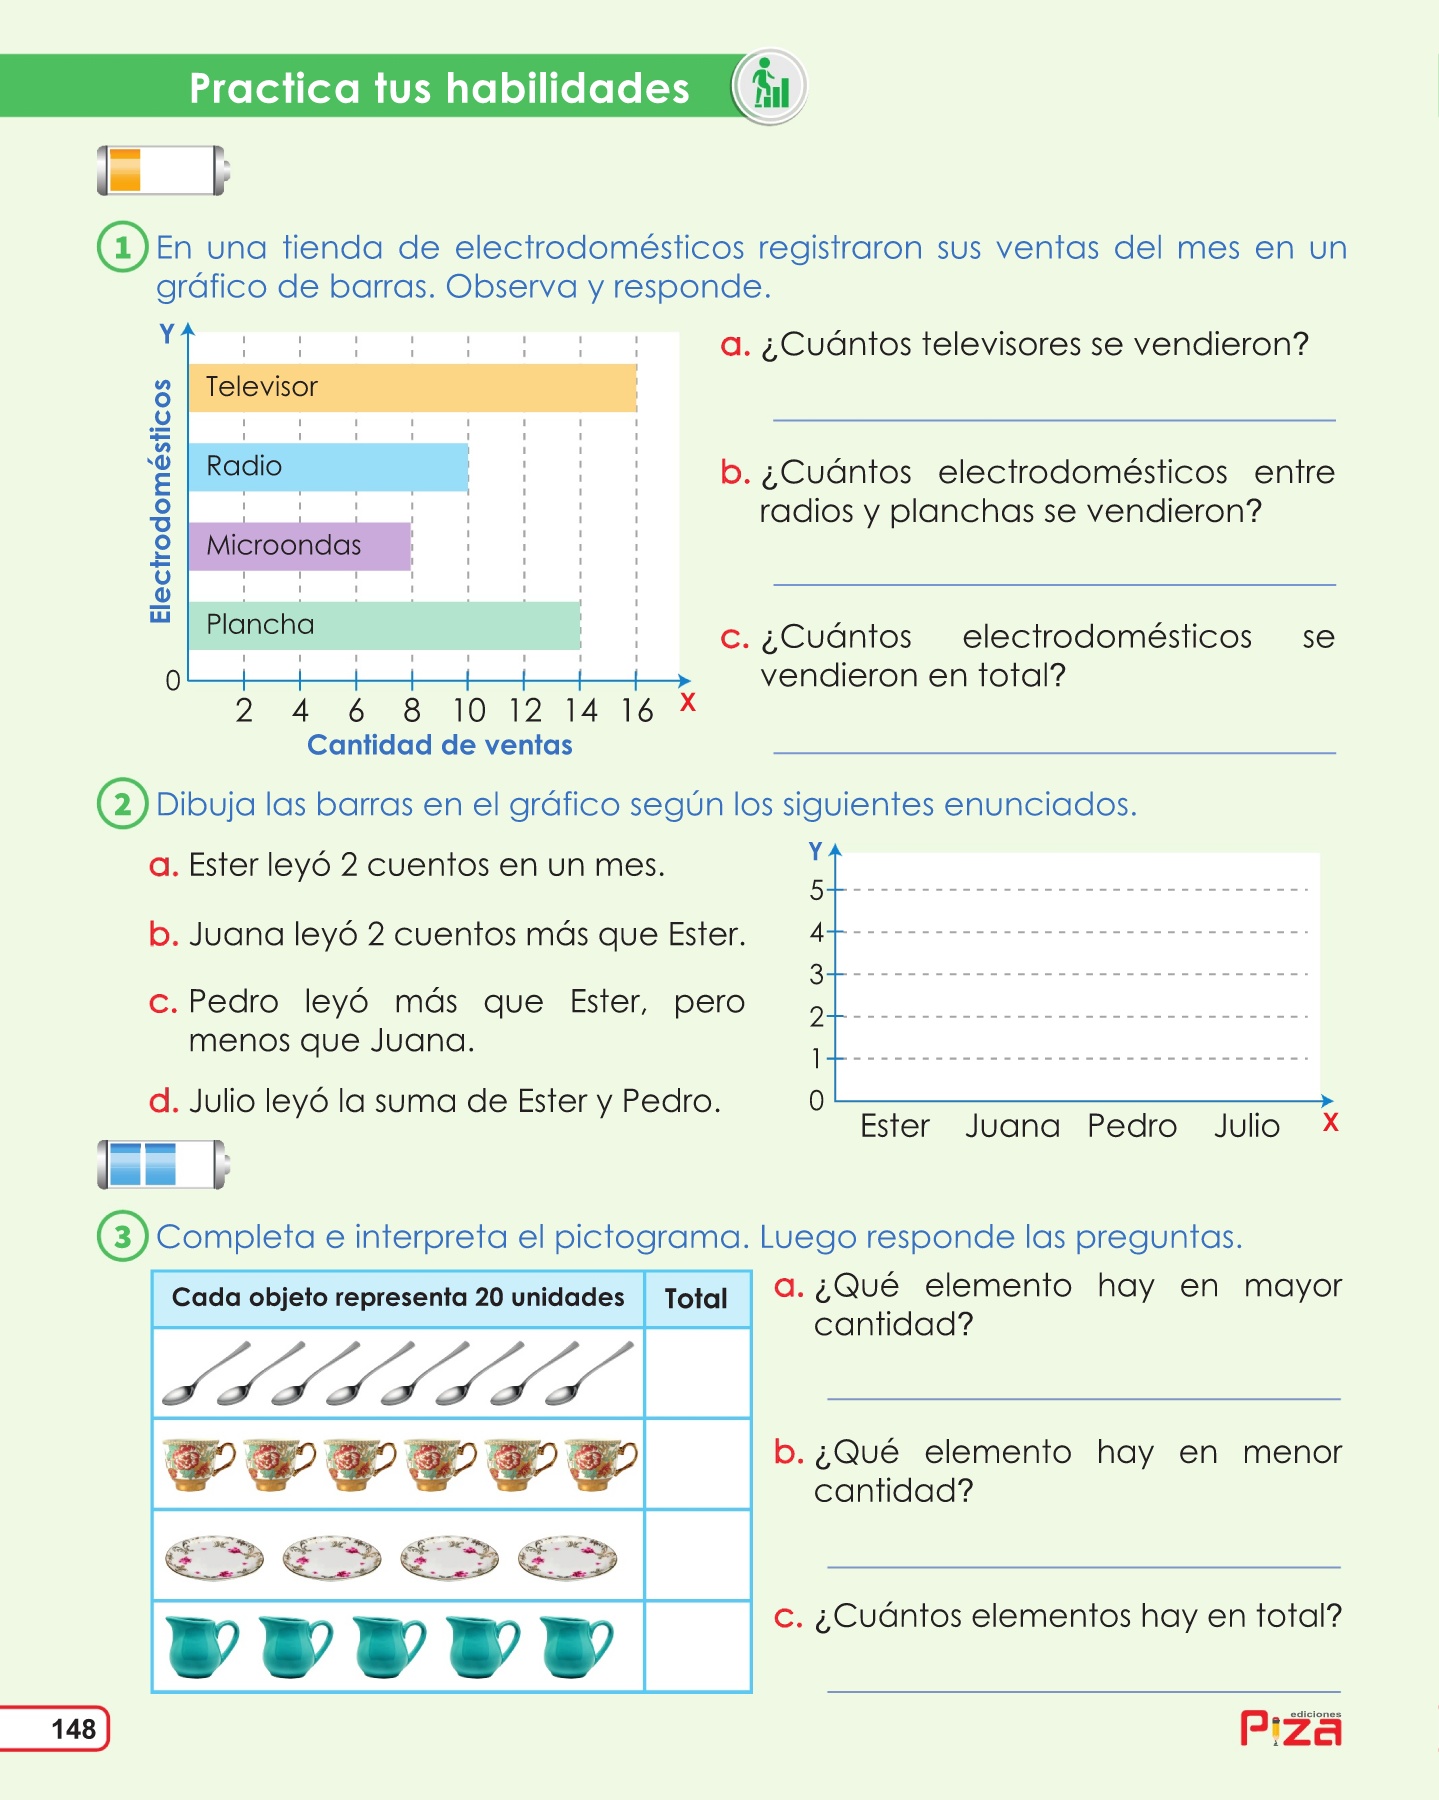 Practica tus habilidades
1 En una tienda de electrodomésticos registraron sus ventas del mes en un
gráfico de barras. Observa y responde.
Y
Electrodomésticos
Televisor
Radio
Microondas
Plancha
0
2 4 6 8 10 12 14 16 X
Cantidad de ventas
a. ¿Cuántos televisores se vendieron?
b. ¿Cuántos electrodomésticos entre
radios y planchas se vendieron?
c. ¿Cuántos electrodomésticos se
vendieron en total?
2 Dibuja las barras en el gráfico según los siguientes enunciados.
a. Ester leyó 2 cuentos en un mes.
b. Juana leyó 2 cuentos más que Ester.
c. Pedro leyó más que Ester, pero
menos que Juana.
d. Julio leyó la suma de Ester y Pedro.
Y
5
4
3
2
1
0
Ester Juana Pedro Julio X
3 Completa e interpreta el pictograma. Luego responde las preguntas.
Cada objeto representa 20 unidades Total
a. ¿Qué elemento hay en mayor
cantidad?
b. ¿Qué elemento hay en menor
cantidad?
c. ¿Cuántos elementos hay en total?
148
ediciones
Piza